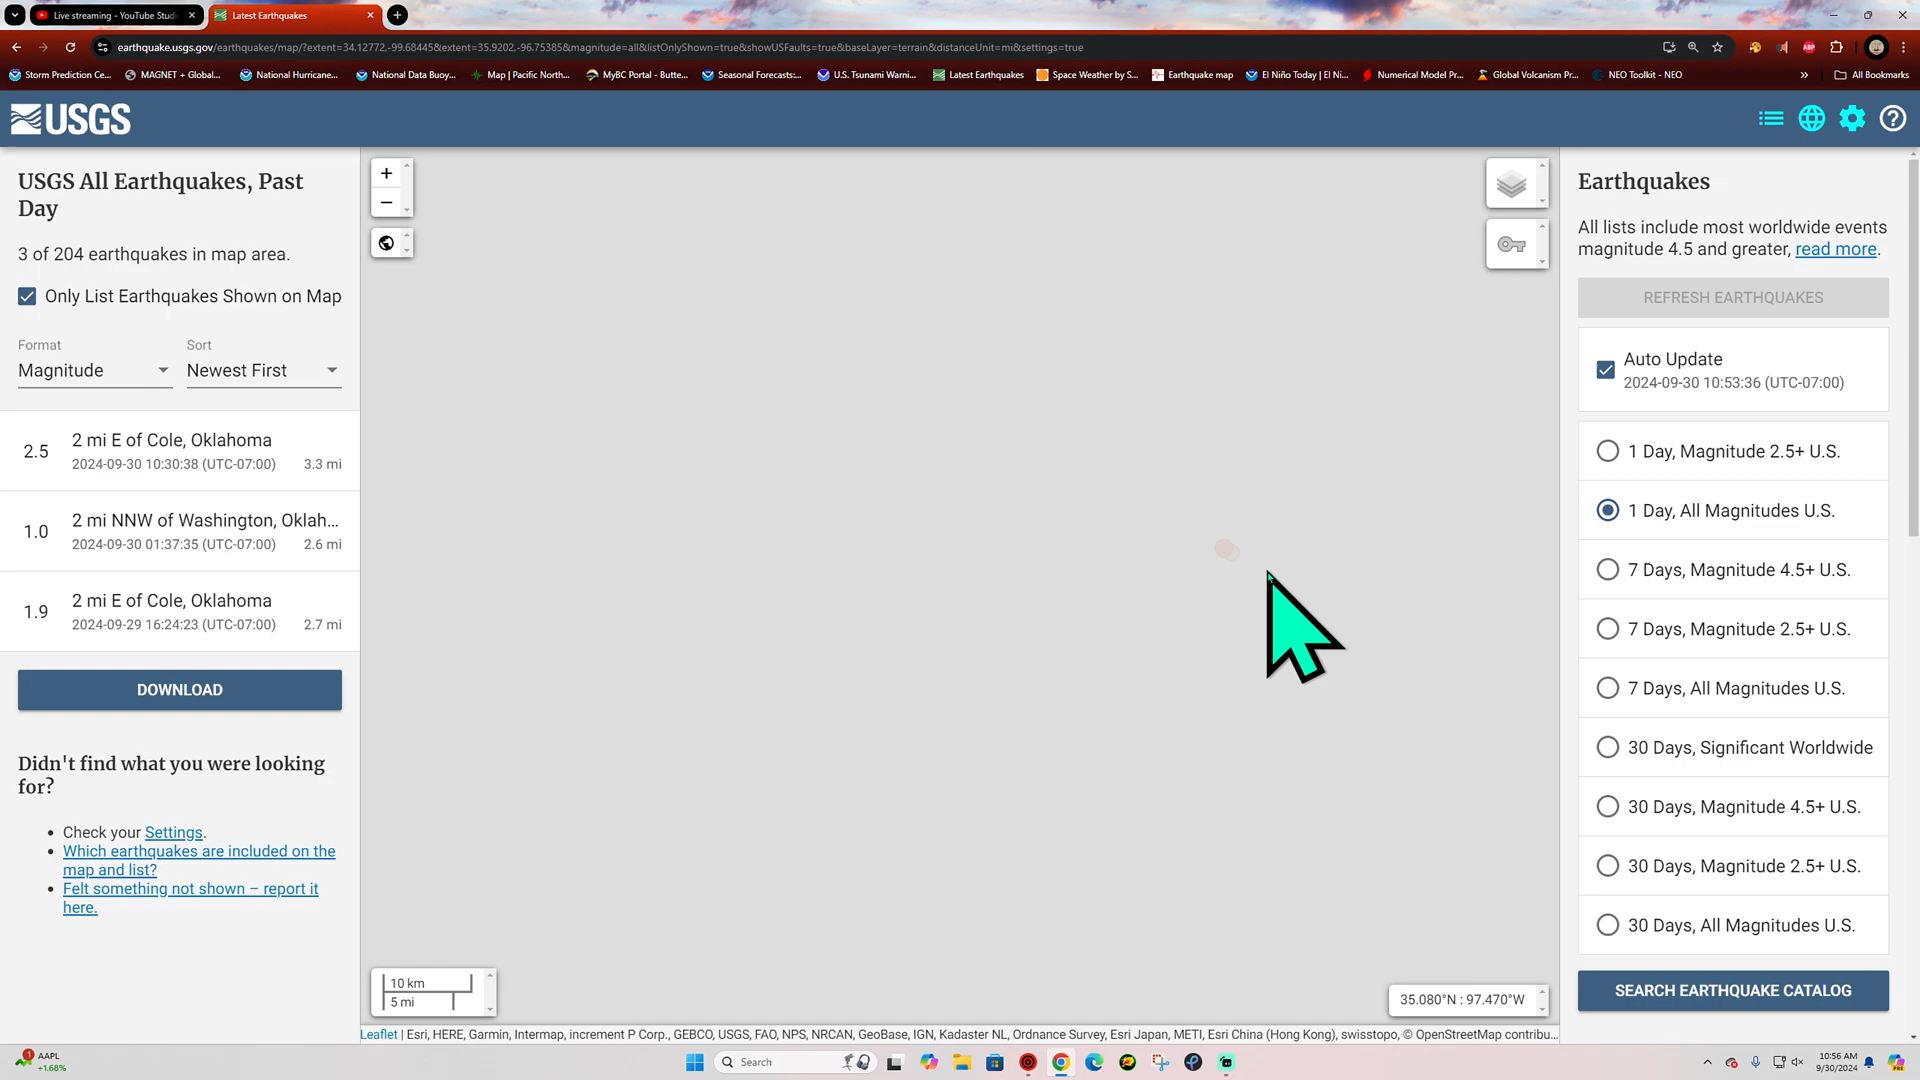 Live streaming - YouTube Studi
Latest Earthquakes
earthquake.usgs.gov/earthquakes/map/?extent=34.12772,-99.68445&extent=35.9202,-96.75385&magnitude=all&listOnlyShown=true&showUSFaults=true&baseLayer=terrain&distanceUnit=mi&settings=true
Storm Prediction Ce...
MAGNET + Global...
National Hurricane...
National Data Buoy...
Map | Pacific North...
MyBC Portal - Butte...
Seasonal Forecasts:...
U.S. Tsunami Warni...
Latest Earthquakes
Space Weather by S...
Earthquake map
El Niño Today | El Ni...
Numerical Model Pr...
Global Volcanism Pr...
NEO Toolkit - NEO
All Bookmarks
USGS
USGS All Earthquakes, Past
Day
3 of 204 earthquakes in map area.
Only List Earthquakes Shown on Map
Format
Sort
Magnitude
Newest First
2.5
2 mi E of Cole, Oklahoma
2024-09-30 10:30:38 (UTC-07:00)
3.3 mi
1.0
2 mi NNW of Washington, Oklah...
2024-09-30 01:37:35 (UTC-07:00)
2.6 mi
1.9
2 mi E of Cole, Oklahoma
2024-09-29 16:24:23 (UTC-07:00)
2.7 mi
DOWNLOAD
Didn't find what you were looking
for?
Check your Settings.
Which earthquakes are included on the
map and list?
Felt something not shown – report it
here.
+
−
10 km
5 mi
35.080°N : 97.470°W
Leaflet | Esri, HERE, Garmin, Intermap, increment P Corp., GEBCO, USGS, FAO, NPS, NRCAN, GeoBase, IGN, Kadaster NL, Ordnance Survey, Esri Japan, METI, Esri China (Hong Kong), swisstopo, © OpenStreetMap contribu...
Earthquakes
All lists include most worldwide events
magnitude 4.5 and greater, read more.
REFRESH EARTHQUAKES
Auto Update
2024-09-30 10:53:36 (UTC-07:00)
1 Day, Magnitude 2.5+ U.S.
1 Day, All Magnitudes U.S.
7 Days, Magnitude 4.5+ U.S.
7 Days, Magnitude 2.5+ U.S.
7 Days, All Magnitudes U.S.
30 Days, Significant Worldwide
30 Days, Magnitude 4.5+ U.S.
30 Days, Magnitude 2.5+ U.S.
30 Days, All Magnitudes U.S.
SEARCH EARTHQUAKE CATALOG
1
AAPL
+1.68%
Search
10:56 AM
9/30/2024